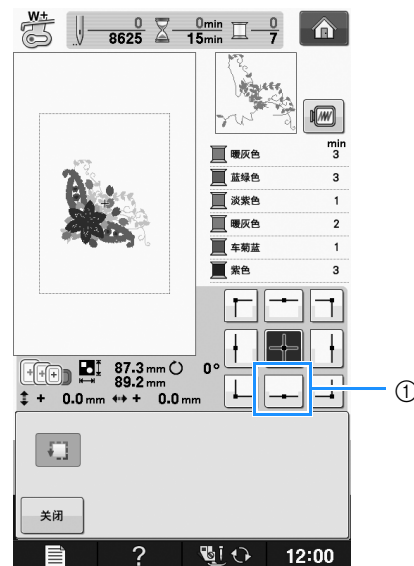 W+
0 0min 0
8625 15min 7
min
暖灰色 3
蓝绿色 3
淡紫色 1
暖灰色 2
车菊蓝 1
紫色 3
87.3 mm 0°
89.2 mm
+ 0.0 mm + 0.0 mm
①
关闭
? 12:00